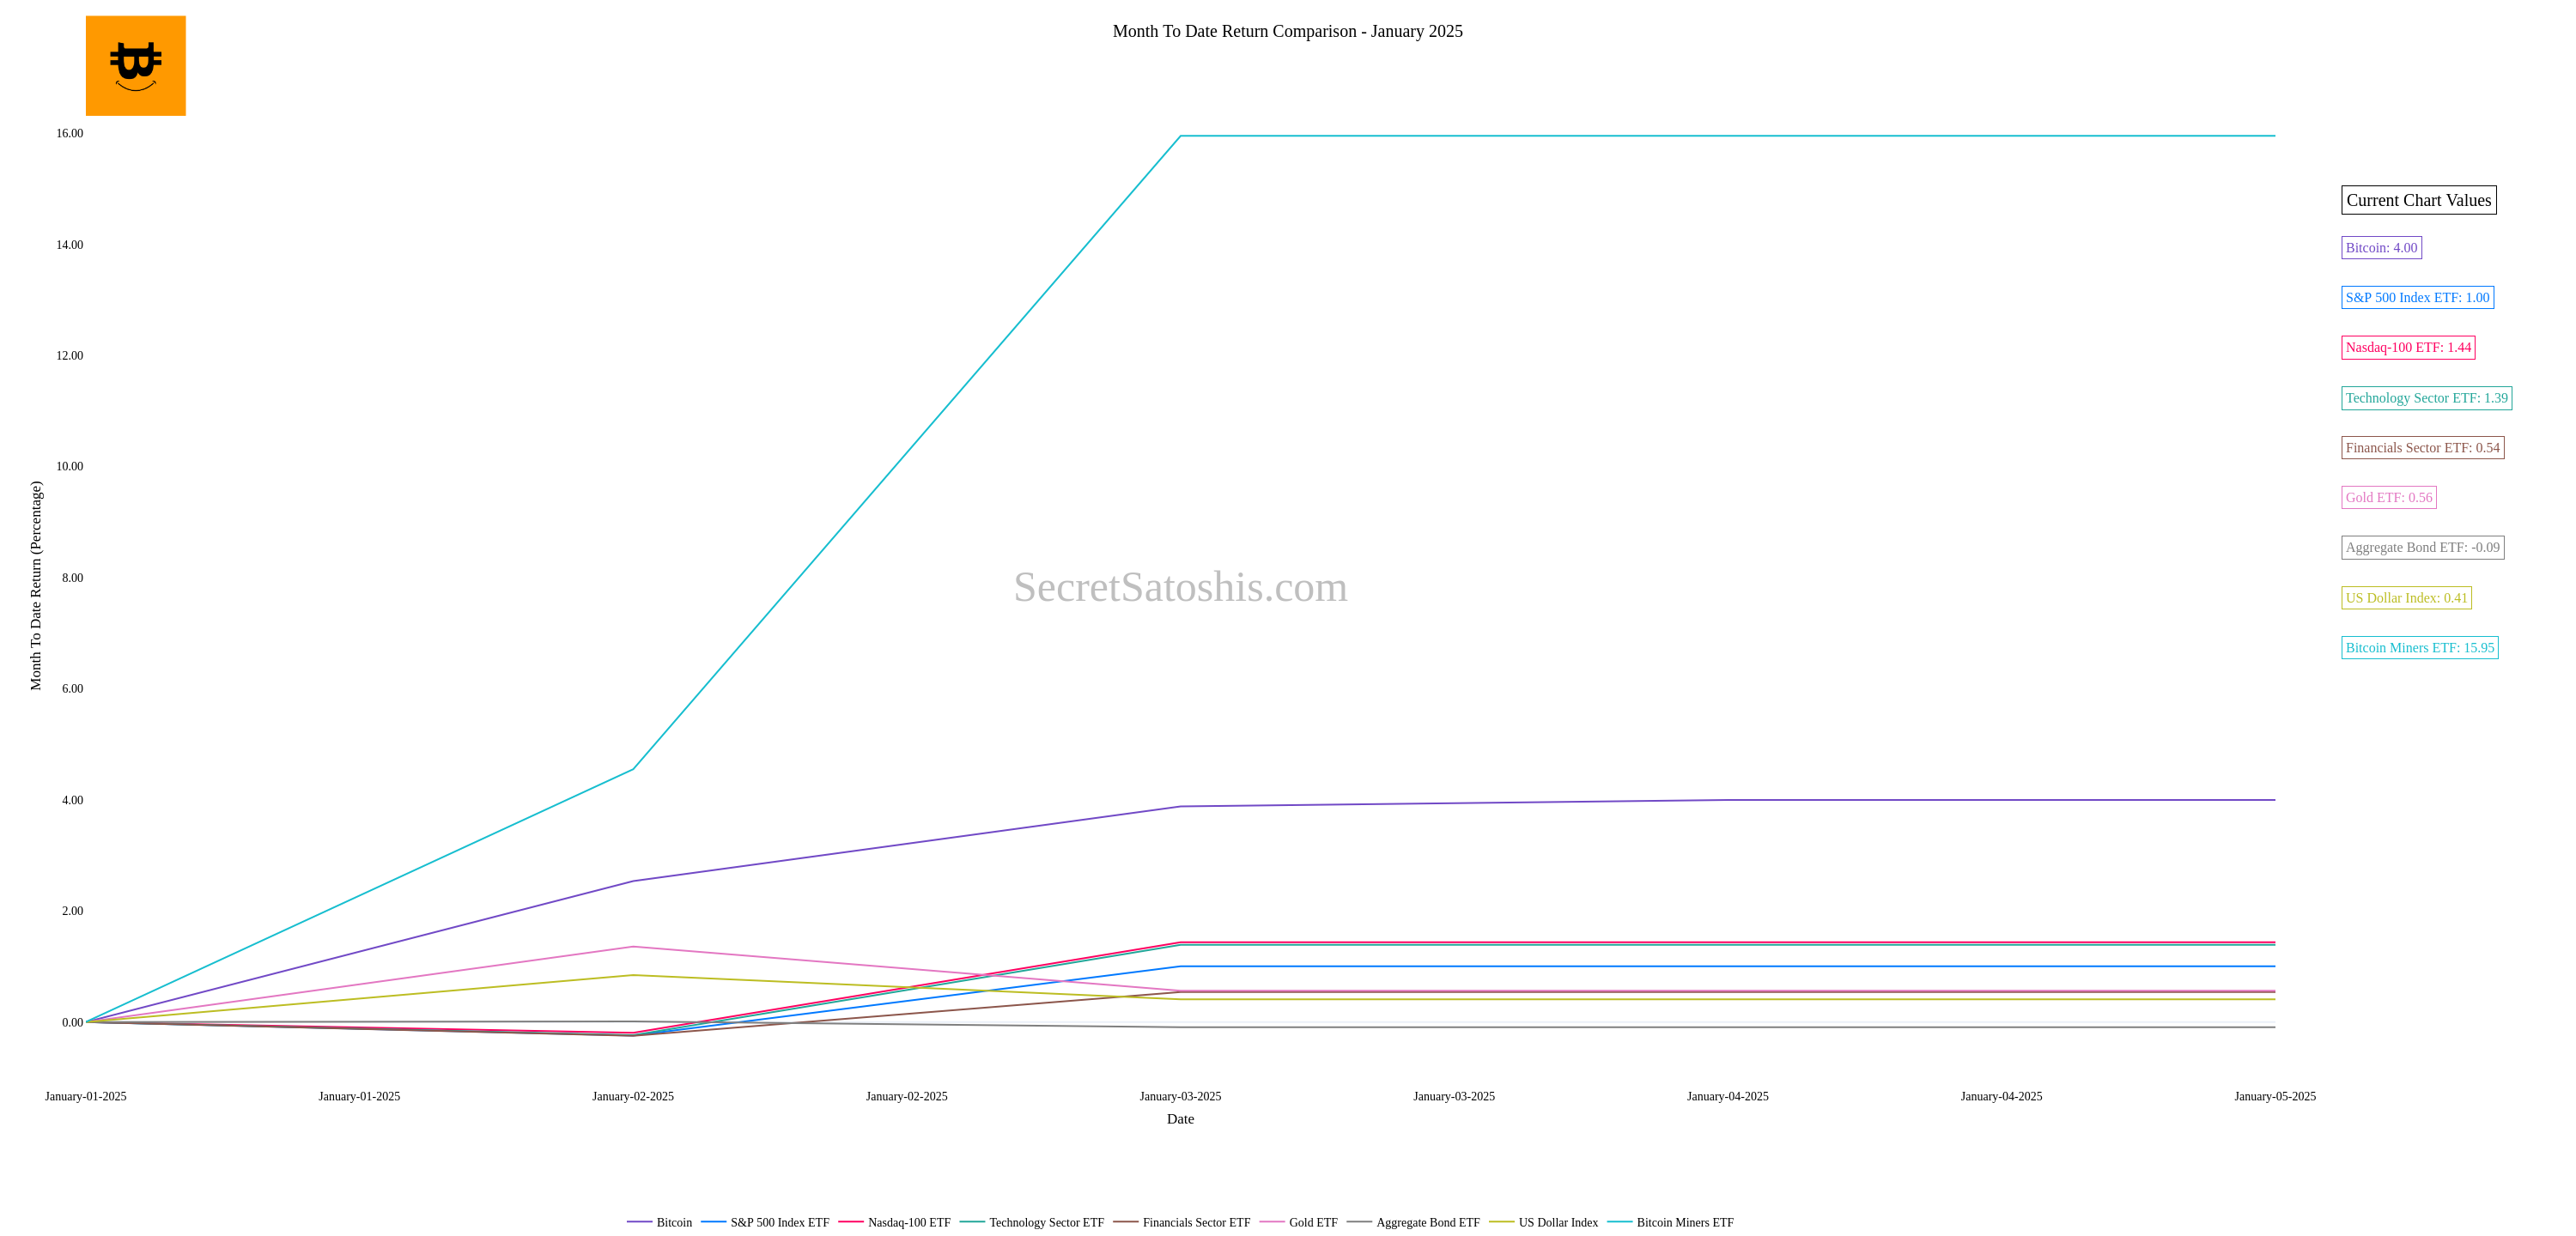 Month To Date Return Comparison - January 2025
16.00
14.00
12.00
10.00
8.00
6.00
4.00
2.00
0.00
Month To Date Return (Percentage)
SecretSatoshis.com
Current Chart Values
Bitcoin: 4.00
S&P 500 Index ETF: 1.00
Nasdaq-100 ETF: 1.44
Technology Sector ETF: 1.39
Financials Sector ETF: 0.54
Gold ETF: 0.56
Aggregate Bond ETF: -0.09
US Dollar Index: 0.41
Bitcoin Miners ETF: 15.95
January-01-2025 January-01-2025 January-02-2025 January-02-2025 January-03-2025 January-03-2025 January-04-2025 January-04-2025 January-05-2025
Date
Bitcoin S&P 500 Index ETF Nasdaq-100 ETF Technology Sector ETF Financials Sector ETF Gold ETF Aggregate Bond ETF US Dollar Index Bitcoin Miners ETF